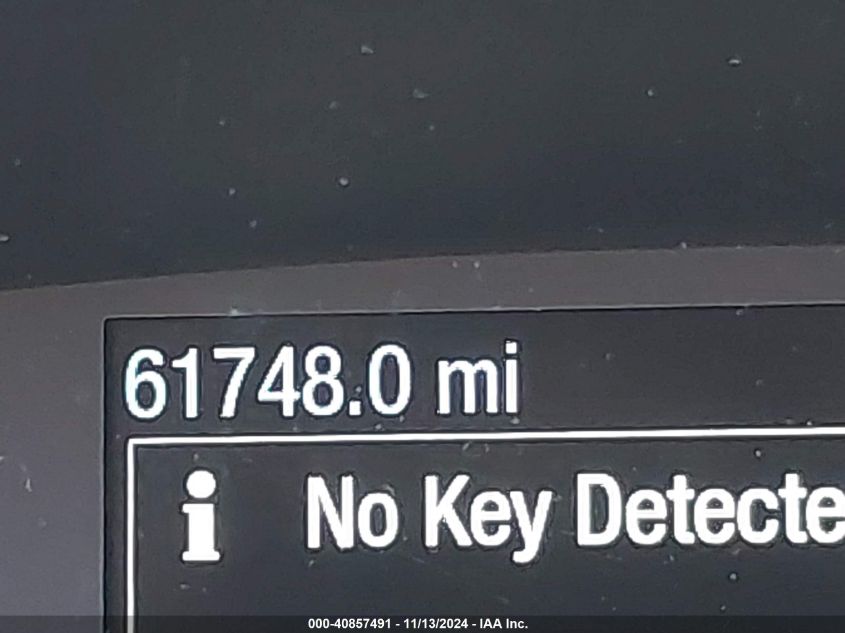 61748.0 mi
i No Key Detecte
000-40857491 - 11/13/2024 - IAA Inc.